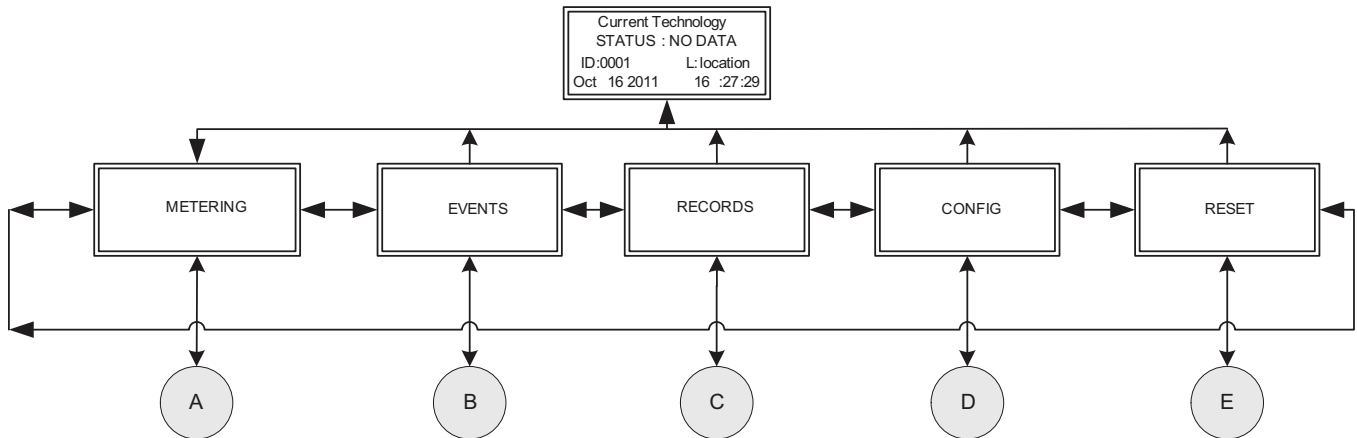 Current Technology
STATUS : NO DATA
ID:0001 L:location
Oct 16 2011 16 :27:29
METERING
EVENTS
RECORDS
CONFIG
RESET
A
B
C
D
E